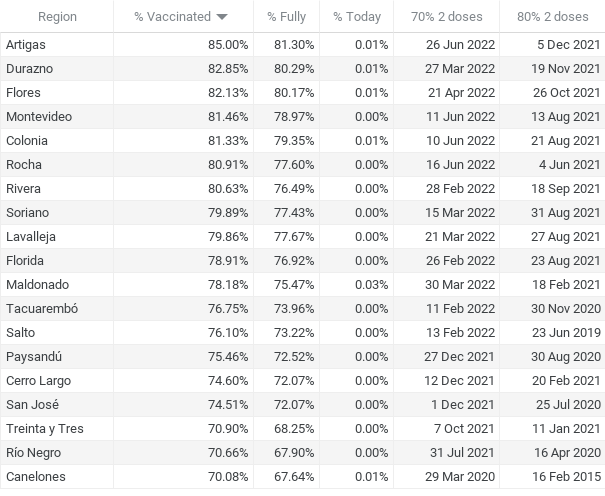 Region % Vaccinated % Fully % Today 70% 2 doses 80% 2 doses
Artigas 85.00% 81.30% 0.01% 26 Jun 2022 5 Dec 2021
Durazno 82.85% 80.29% 0.01% 27 Mar 2022 19 Nov 2021
Flores 82.13% 80.17% 0.01% 21 Apr 2022 26 Oct 2021
Montevideo 81.46% 78.97% 0.00% 11 Jun 2022 13 Aug 2021
Colonia 81.33% 79.35% 0.01% 10 Jun 2022 21 Aug 2021
Rocha 80.91% 77.60% 0.00% 16 Jun 2022 4 Jun 2021
Rivera 80.63% 76.49% 0.00% 28 Feb 2022 18 Sep 2021
Soriano 79.89% 77.43% 0.00% 15 Mar 2022 31 Aug 2021
Lavalleja 79.86% 77.67% 0.00% 21 Mar 2022 27 Aug 2021
Florida 78.91% 76.92% 0.00% 26 Feb 2022 23 Aug 2021
Maldonado 78.18% 75.47% 0.03% 30 Mar 2022 18 Feb 2021
Tacuarembó 76.75% 73.96% 0.00% 11 Feb 2022 30 Nov 2020
Salto 76.10% 73.22% 0.00% 13 Feb 2022 23 Jun 2019
Paysandú 75.46% 72.52% 0.00% 27 Dec 2021 30 Aug 2020
Cerro Largo 74.60% 72.07% 0.00% 12 Dec 2021 20 Feb 2021
San José 74.51% 72.07% 0.00% 1 Dec 2021 25 Jul 2020
Treinta y Tres 70.90% 68.25% 0.00% 7 Oct 2021 11 Jan 2021
Río Negro 70.66% 67.90% 0.00% 31 Jul 2021 16 Apr 2020
Canelones 70.08% 67.64% 0.01% 29 Mar 2020 16 Feb 2015